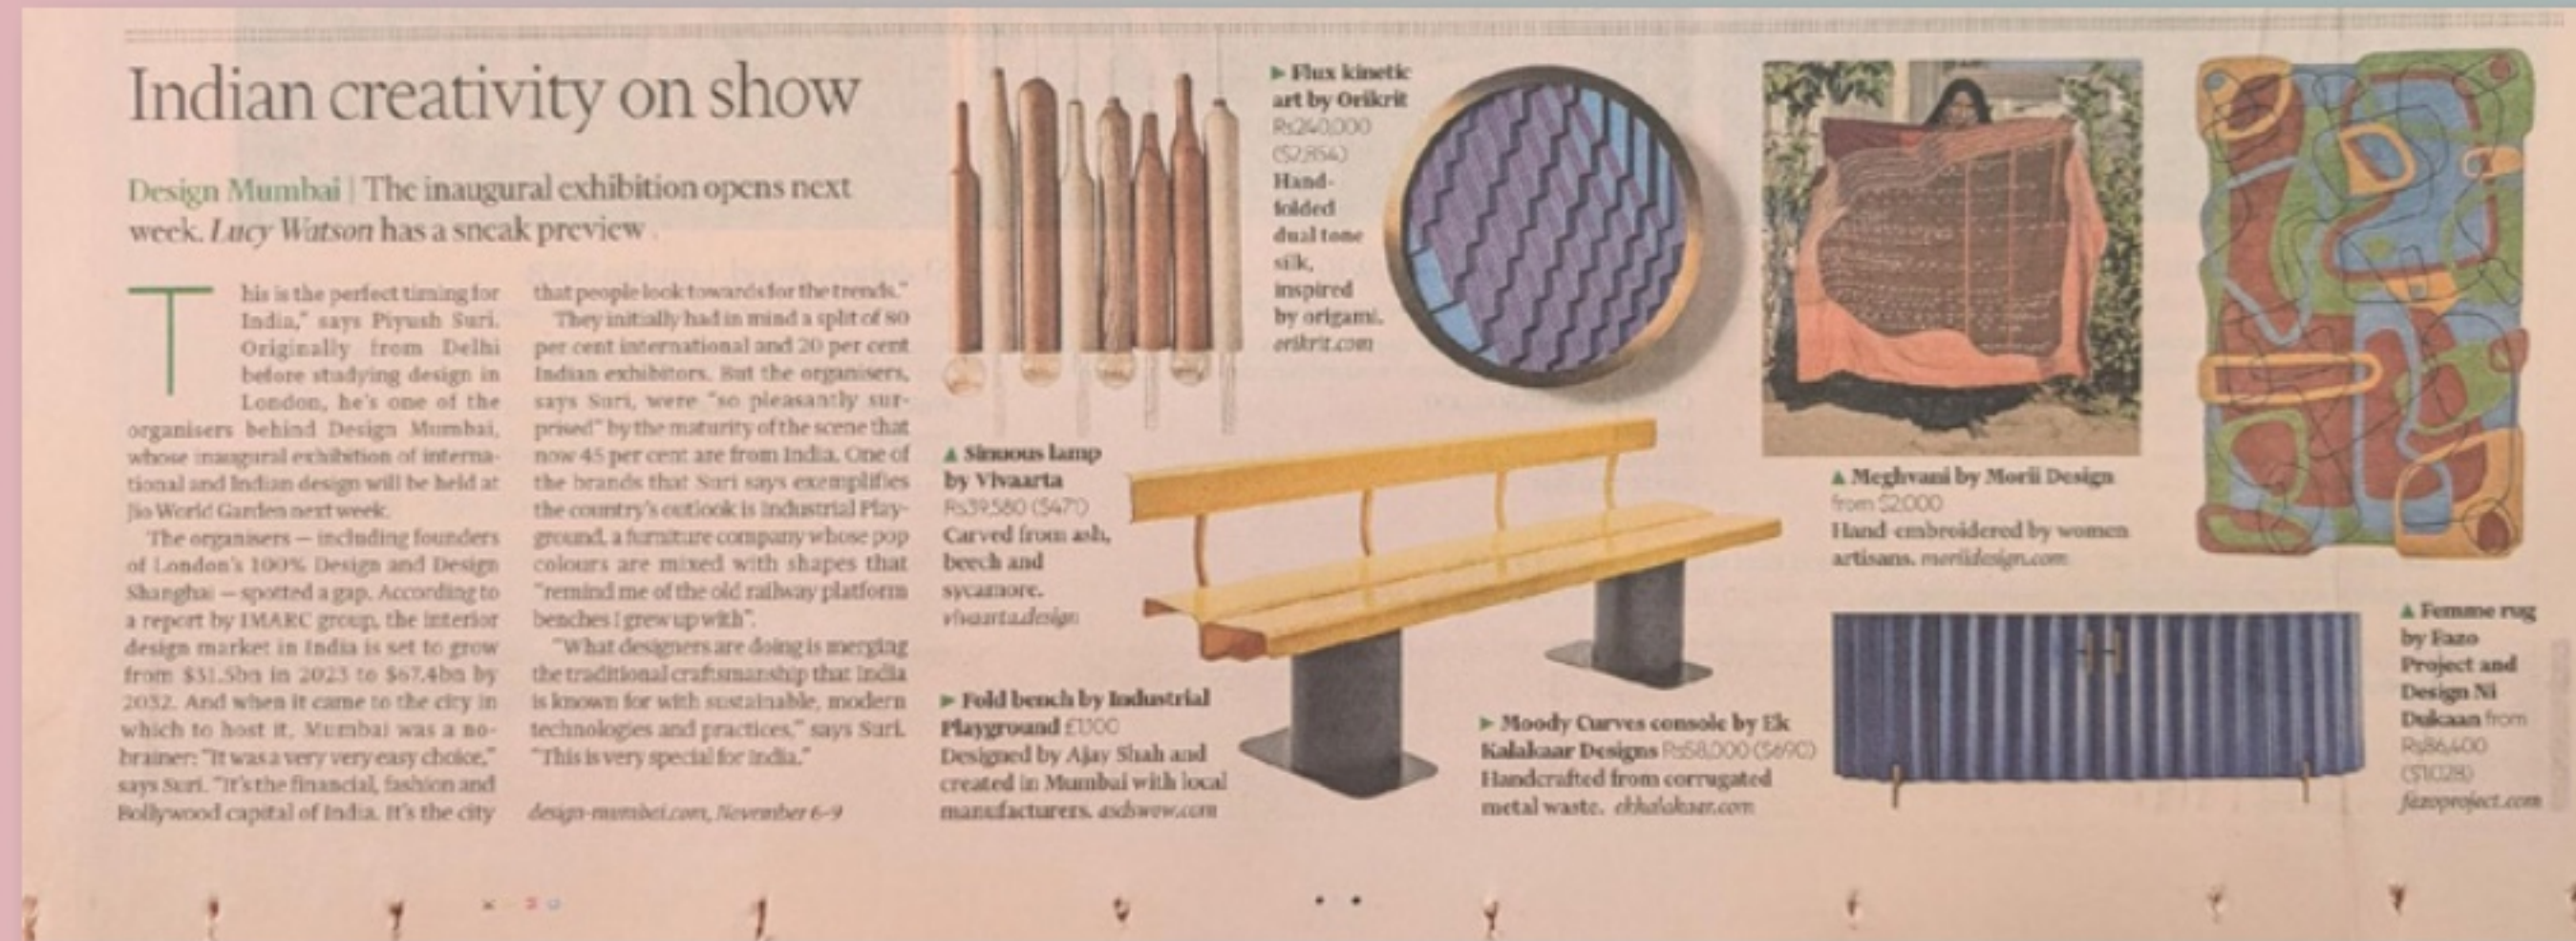 Indian creativity on show
Design Mumbai | The inaugural exhibition opens next
week. Lucy Watson has a sneak preview
This is the perfect timing for
India," says Piyush Suri.
Originally from Delhi
before studying design in
London, he's one of the
organisers behind Design Mumbai,
whose inaugural exhibition of interna-
tional and Indian design will be held at
Jio World Garden next week.
The organisers — including founders
of London's 100% Design and Design
Shanghai — spotted a gap. According to
a report by IMARC group, the interior
design market in India is set to grow
from $31.5bn in 2023 to $67.4bn by
2032. And when it came to the city in
which to host it, Mumbai was a no-
brainer: "It was a very very easy choice,"
says Suri. "It's the financial, fashion and
Bollywood capital of India. It's the city
that people look towards for the trends."
They initially had in mind a split of 80
per cent international and 20 per cent
Indian exhibitors. But the organisers,
says Suri, were "so pleasantly sur-
prised" by the maturity of the scene that
now 45 per cent are from India. One of
the brands that Suri says exemplifies
the country's outlook is Industrial Play-
ground, a furniture company whose pop
colours are mixed with shapes that
"remind me of the old railway platform
benches I grew up with".
"What designers are doing is merging
the traditional craftsmanship that India
is known for with sustainable, modern
technologies and practices," says Suri.
"This is very special for India."
design-mumbai.com, November 6-9
▲ Sinuous lamp
by Vivaarta
Rs39,580 ($471)
Carved from ash,
beech and
sycamore.
vivaarta.design
▶ Flux kinetic
art by Orikrit
Rs240,000
($2,854)
Hand-
folded
dual tone
silk,
inspired
by origami.
orikrit.com
▶ Fold bench by Industrial
Playground £1,100
Designed by Ajay Shah and
created in Mumbai with local
manufacturers. asdswow.com
▲ Meghvani by Morii Design
from $2,000
Hand-embroidered by women
artisans. moriidesign.com
▶ Moody Curves console by Ek
Kalakaar Designs Rs58,000 ($690)
Handcrafted from corrugated
metal waste. ekkalakaar.com
▲ Femme rug
by Fazo
Project and
Design Ni
Dukaan from
Rs86,400
($1,028)
fazoproject.com